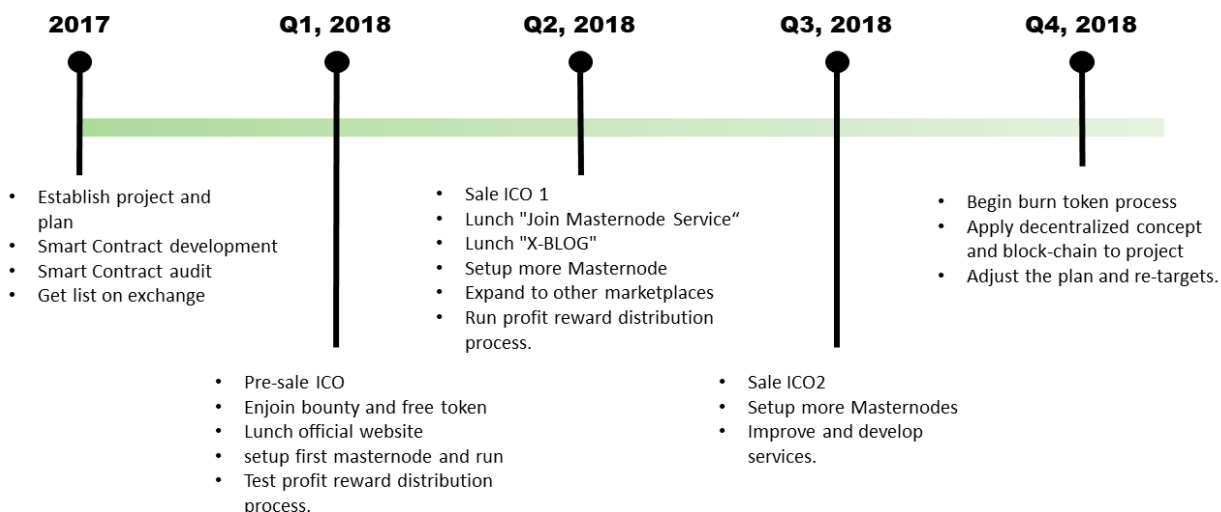 2017
Q1, 2018
Q2, 2018
Q3, 2018
Q4, 2018
• Establish project and
plan
• Smart Contract development
• Smart Contract audit
• Get list on exchange
• Pre-sale ICO
• Enjoin bounty and free token
• Lunch official website
• setup first masternode and run
• Test profit reward distribution
process.
• Sale ICO 1
• Lunch "Join Masternode Service“
• Lunch "X-BLOG"
• Setup more Masternode
• Expand to other marketplaces
• Run profit reward distribution
process.
• Sale ICO2
• Setup more Masternodes
• Improve and develop
services.
• Begin burn token process
• Apply decentralized concept
and block-chain to project
• Adjust the plan and re-targets.